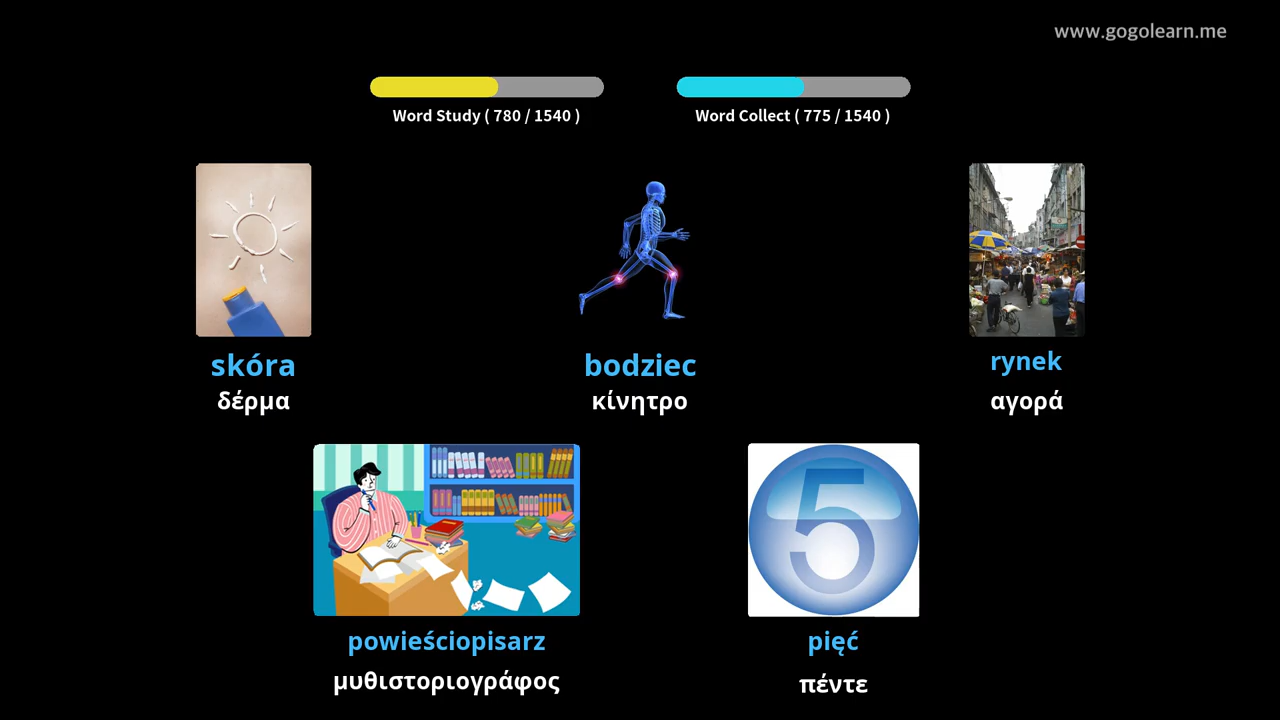 www.gogolearn.me
Word Study ( 780 / 1540 )
Word Collect ( 775 / 1540 )
skóra
δέρμα
bodziec
κίνητρο
rynek
αγορά
powieściopisarz
μυθιστοριογράφος
5
pięć
πέντε